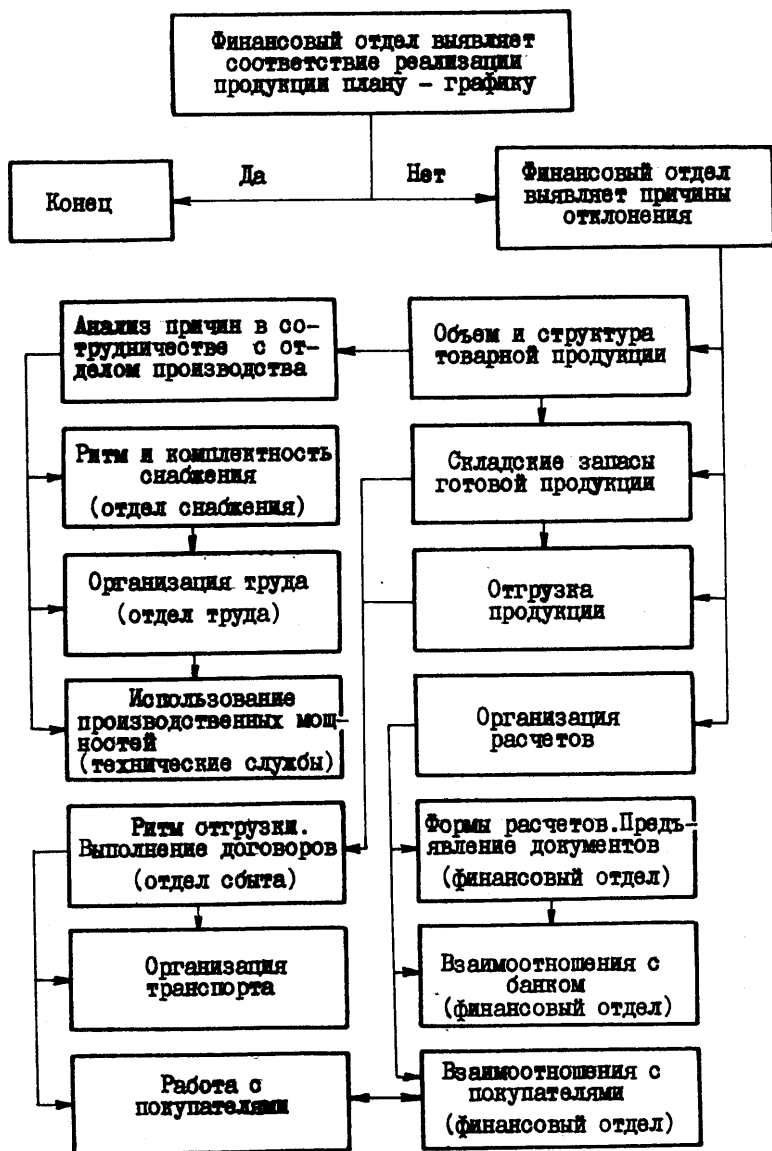 Финансовый отдел выявляет
соответствие реализации
продукции плану - графику
Да
Нет
Конец
Финансовый отдел
выявляет причины
отклонения
Анализ причин в со-
трудничестве с от-
делом производства
Объем и структура
товарной продукции
Ритм и комплектность
снабжения
(отдел снабжения)
Складские запасы
готовой продукции
Организация труда
(отдел труда)
Отгрузка
продукции
Использование
производственных мощ-
ностей
(технические службы)
Организация
расчетов
Ритм отгрузки.
Выполнение договоров
(отдел сбыта)
Формы расчетов.Предъ-
явление документов
(финансовый отдел)
Организация
транспорта
Взаимоотношения с
банком
(финансовый отдел)
Работа с
покупателями
Взаимоотношения с
покупателями
(финансовый отдел)